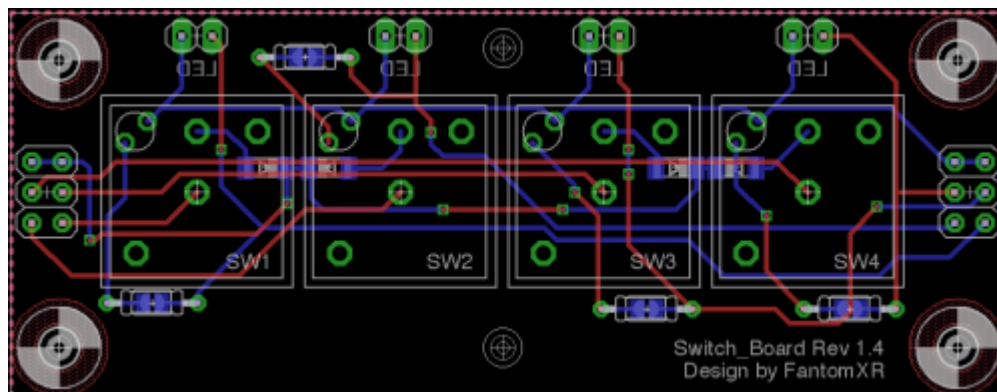 LED
LED
LED
LED
SW1
SW2
SW3
SW4
Switch_Board Rev 1.4
Design by FantomXR